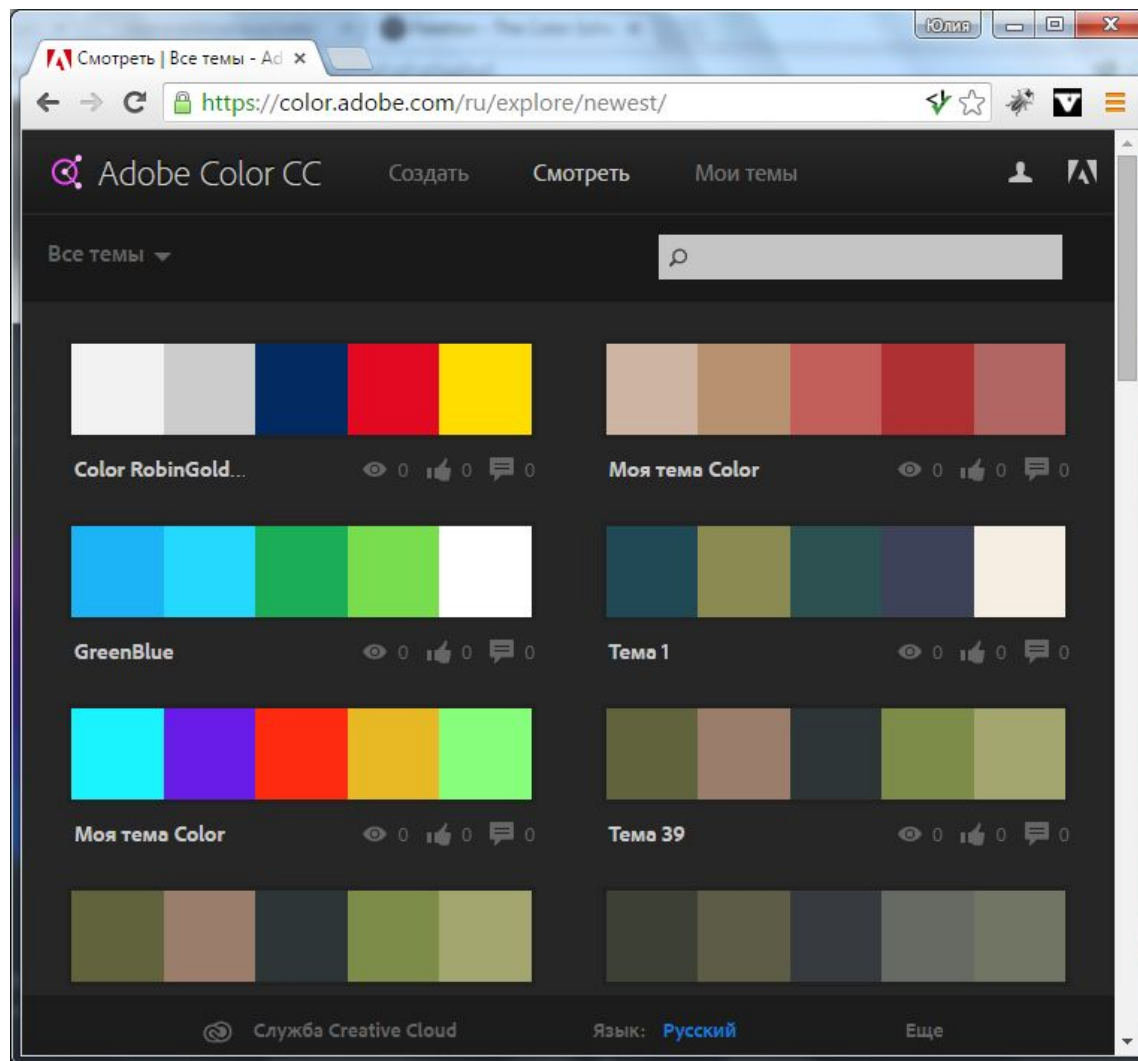 Юлия
Смотреть | Все темы - Ad
https://color.adobe.com/ru/explore/newest/
Adobe Color CC Создать Смотреть Мои темы
Все темы
Color RobinGold... 0 0 0 Моя тема Color 0 0 0
GreenBlue 0 0 0 Тема 1 0 0 0
Моя тема Color 0 0 0 Тема 39 0 0 0
Служба Creative Cloud Язык: Русский Еще